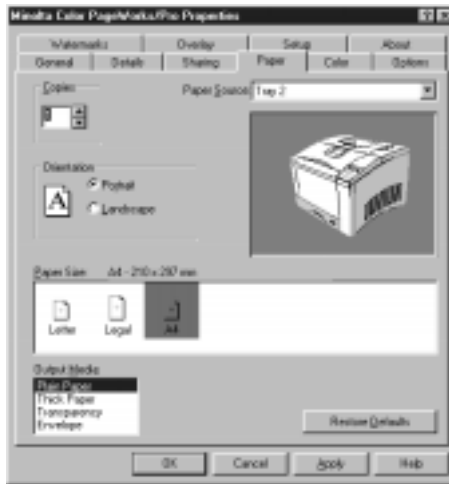 Minolta Color PageWorks/Pro Properties
Watermarks Overlay Setup About
General Details Sharing Paper Color Options
Copies
Paper Source: Tray 2
Orientation
A Portrait
Landscape
Paper Size: A4 - 210 x 297 mm
Letter Legal A4
Output Media:
Plain Paper
Thick Paper
Transparency
Envelope
Restore Defaults
OK Cancel Apply Help